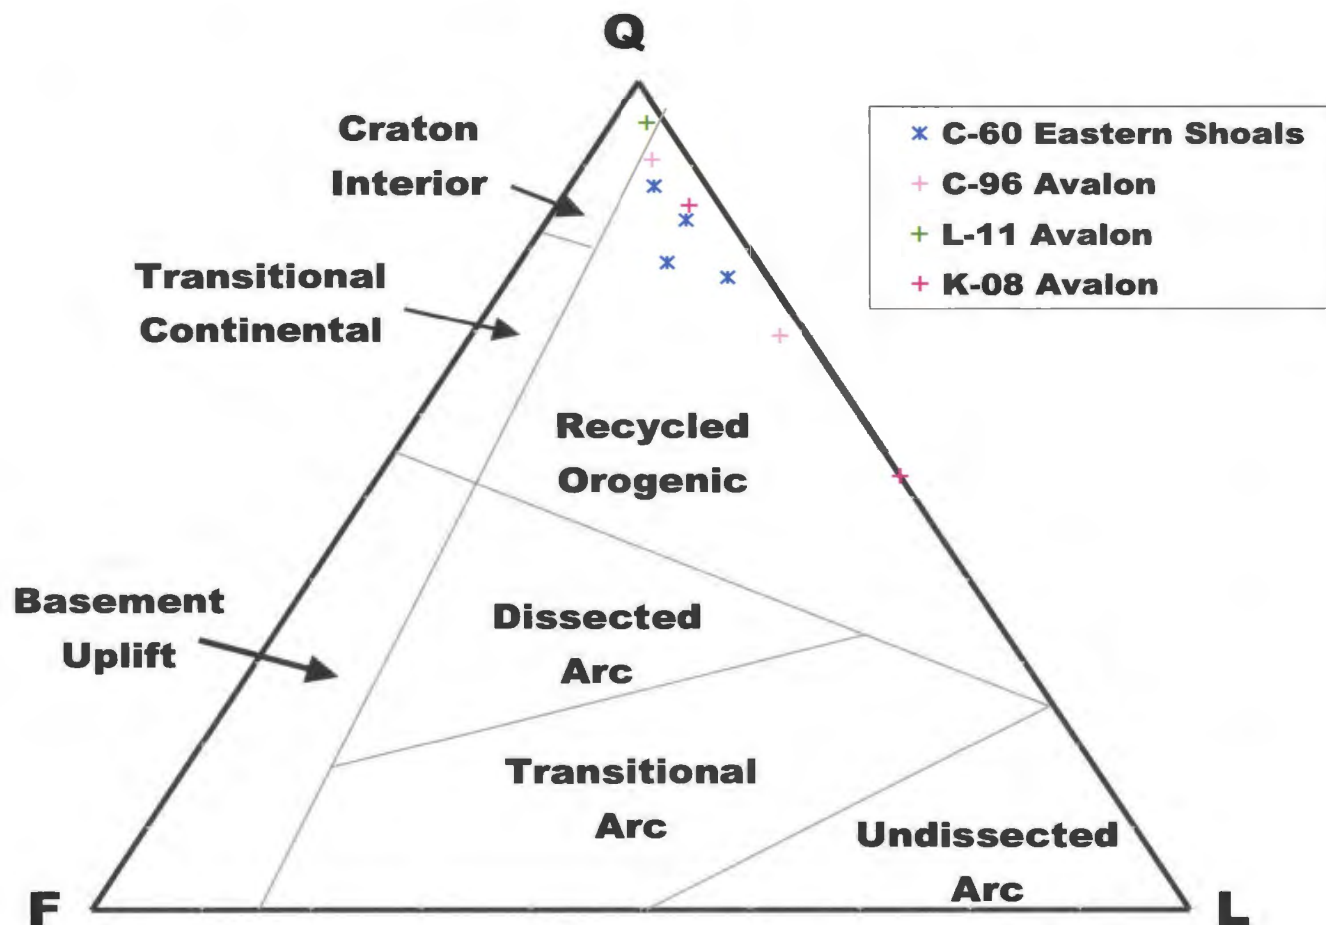 Q
Craton
Interior
C-60 Eastern Shoals
C-96 Avalon
L-11 Avalon
K-08 Avalon
Transitional
Continental
Recycled
Orogenic
Basement
Uplift
Dissected
Arc
Transitional
Arc
Undissected
Arc
F
L